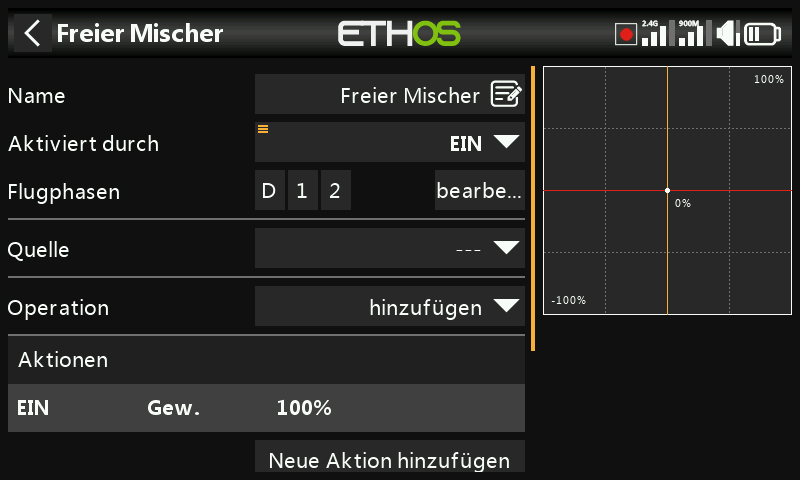 Freier Mischer
ETHOS
2.4G
900M
Name
Freier Mischer
Aktiviert durch
EIN
Flugphasen
D 1 2
bearbe...
Quelle
---
Operation
hinzufügen
Aktionen
EIN Gew. 100%
Neue Aktion hinzufügen
100%
0%
-100%